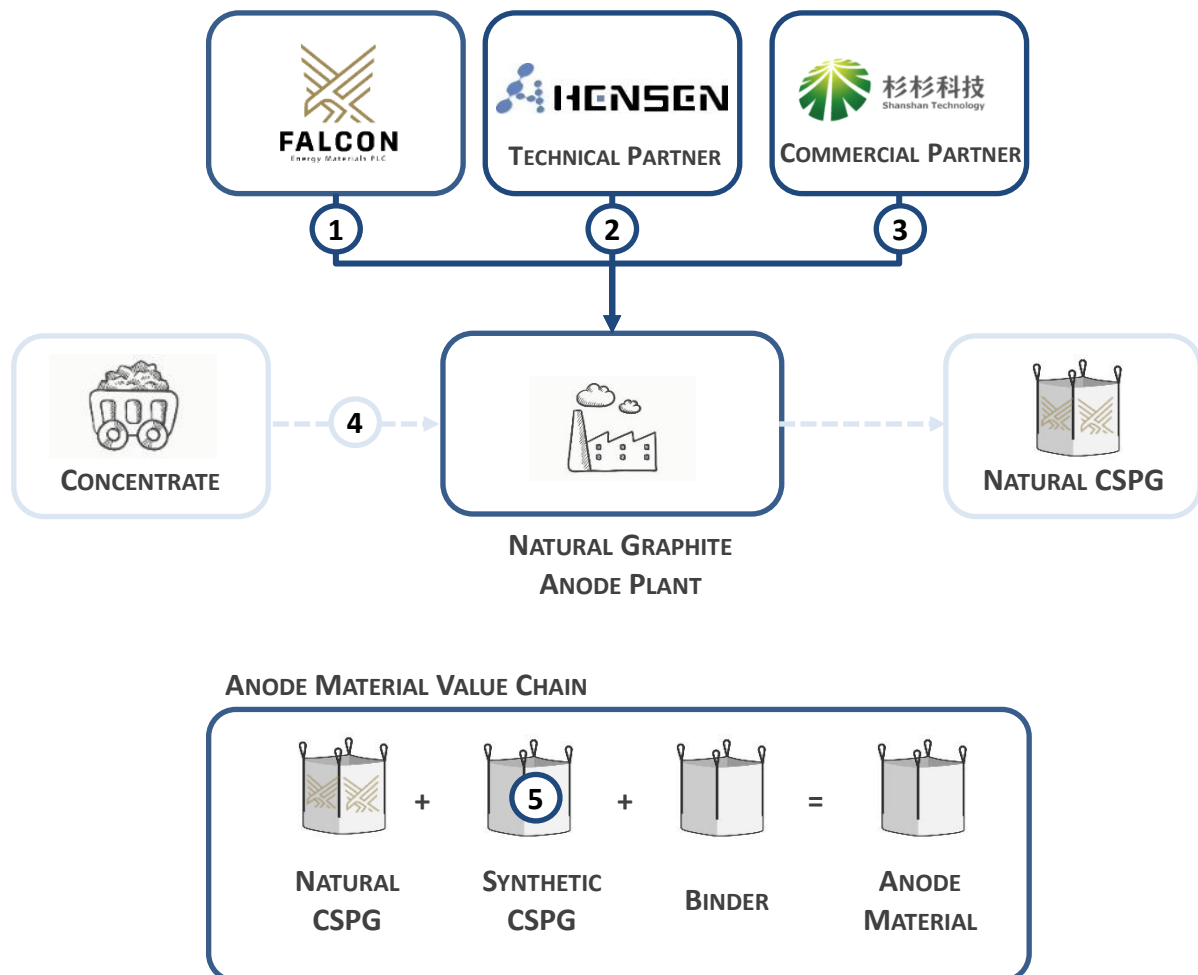 FALCON
Energy Materials PLC
HENSEN
TECHNICAL PARTNER
杉杉科技
Shanshan Technology
COMMERCIAL PARTNER
1
2
3
4
CONCENTRATE
NATURAL CSPG
NATURAL GRAPHITE
ANODE PLANT
ANODE MATERIAL VALUE CHAIN
+
5
+
=
NATURAL
CSPG
SYNTHETIC
CSPG
BINDER
ANODE
MATERIAL